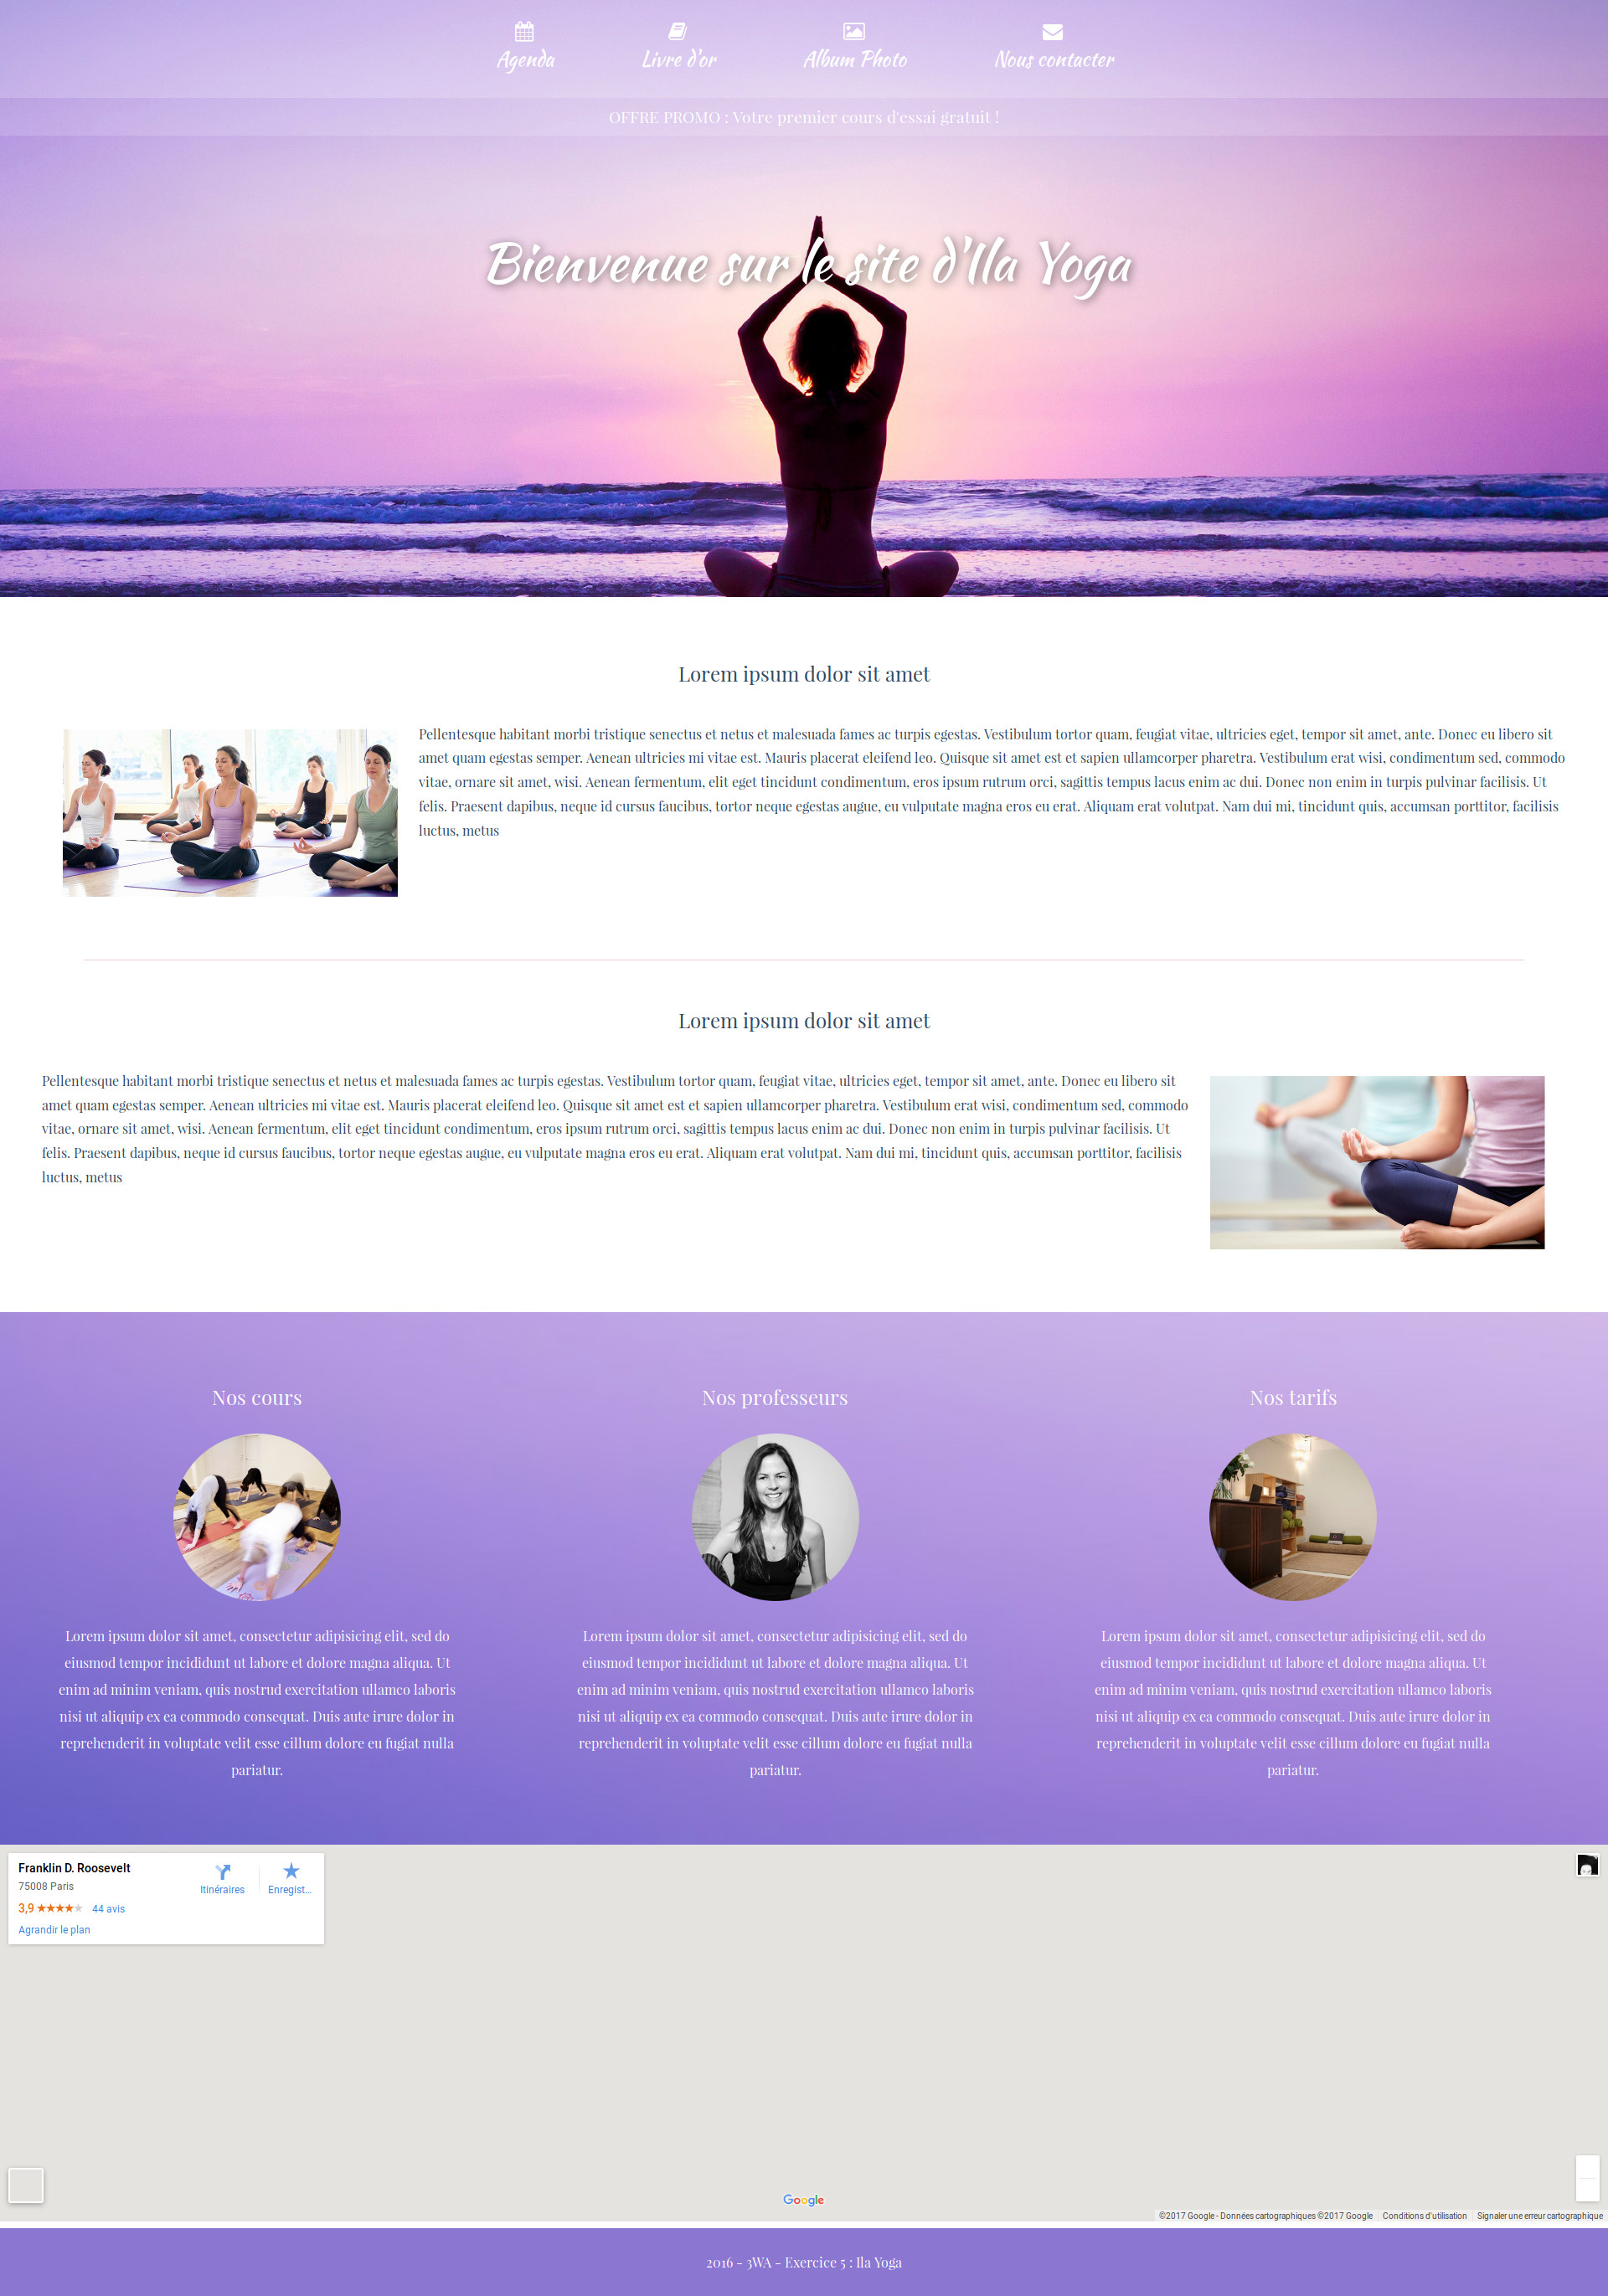 Agenda
Livre d'or
Album Photo
Nous contacter
OFFRE PROMO : Votre premier cours d'essai gratuit !
Bienvenue sur le site d'Ila Yoga
Lorem ipsum dolor sit amet
Pellentesque habitant morbi tristique senectus et netus et malesuada fames ac turpis egestas. Vestibulum tortor quam, feugiat vitae, ultricies eget, tempor sit amet, ante. Donec eu libero sit
amet quam egestas semper. Aenean ultricies mi vitae est. Mauris placerat eleifend leo. Quisque sit amet est et sapien ullamcorper pharetra. Vestibulum erat wisi, condimentum sed, commodo
vitae, ornare sit amet, wisi. Aenean fermentum, elit eget tincidunt condimentum, eros ipsum rutrum orci, sagittis tempus lacus enim ac dui. Donec non enim in turpis pulvinar facilisis. Ut
felis. Praesent dapibus, neque id cursus faucibus, tortor neque egestas augue, eu vulputate magna eros eu erat. Aliquam erat volutpat. Nam dui mi, tincidunt quis, accumsan porttitor, facilisis
luctus, metus
Lorem ipsum dolor sit amet
Pellentesque habitant morbi tristique senectus et netus et malesuada fames ac turpis egestas. Vestibulum tortor quam, feugiat vitae, ultricies eget, tempor sit amet, ante. Donec eu libero sit
amet quam egestas semper. Aenean ultricies mi vitae est. Mauris placerat eleifend leo. Quisque sit amet est et sapien ullamcorper pharetra. Vestibulum erat wisi, condimentum sed, commodo
vitae, ornare sit amet, wisi. Aenean fermentum, elit eget tincidunt condimentum, eros ipsum rutrum orci, sagittis tempus lacus enim ac dui. Donec non enim in turpis pulvinar facilisis. Ut
felis. Praesent dapibus, neque id cursus faucibus, tortor neque egestas augue, eu vulputate magna eros eu erat. Aliquam erat volutpat. Nam dui mi, tincidunt quis, accumsan porttitor, facilisis
luctus, metus
Nos cours
Lorem ipsum dolor sit amet, consectetur adipisicing elit, sed do
eiusmod tempor incididunt ut labore et dolore magna aliqua. Ut
enim ad minim veniam, quis nostrud exercitation ullamco laboris
nisi ut aliquip ex ea commodo consequat. Duis aute irure dolor in
reprehenderit in voluptate velit esse cillum dolore eu fugiat nulla
pariatur.
Nos professeurs
Lorem ipsum dolor sit amet, consectetur adipisicing elit, sed do
eiusmod tempor incididunt ut labore et dolore magna aliqua. Ut
enim ad minim veniam, quis nostrud exercitation ullamco laboris
nisi ut aliquip ex ea commodo consequat. Duis aute irure dolor in
reprehenderit in voluptate velit esse cillum dolore eu fugiat nulla
pariatur.
Nos tarifs
Lorem ipsum dolor sit amet, consectetur adipisicing elit, sed do
eiusmod tempor incididunt ut labore et dolore magna aliqua. Ut
enim ad minim veniam, quis nostrud exercitation ullamco laboris
nisi ut aliquip ex ea commodo consequat. Duis aute irure dolor in
reprehenderit in voluptate velit esse cillum dolore eu fugiat nulla
pariatur.
Franklin D. Roosevelt
75008 Paris
3,9 ★★★★★ 44 avis
Agrandir le plan
Itinéraires
Enregist...
Google
©2017 Google - Données cartographiques ©2017 Google
Conditions d'utilisation
Signaler une erreur cartographique
2016 - 3WA - Exercice 5 : Ila Yoga